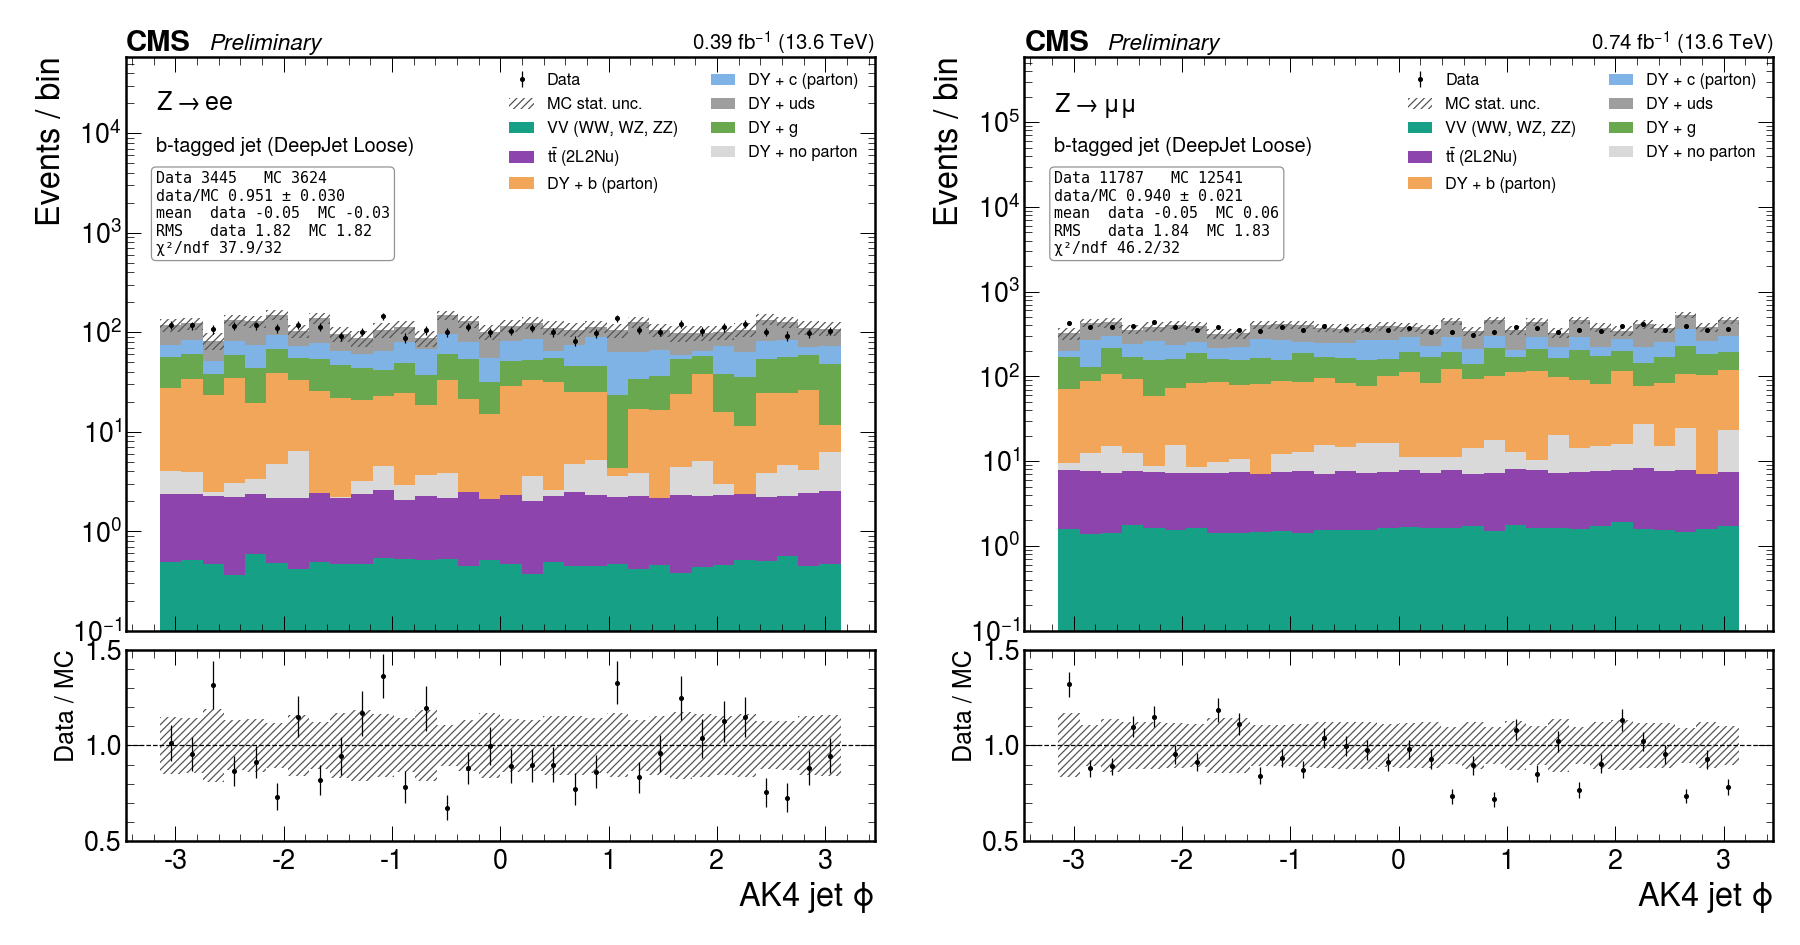 CMS Preliminary 0.39 fb⁻¹ (13.6 TeV)
Events / bin
Z → ee
b-tagged jet (DeepJet Loose)
Data 3445 MC 3624
data/MC 0.951 ± 0.030
mean data -0.05 MC -0.03
RMS data 1.82 MC 1.82
χ²/ndf 37.9/32
Data
MC stat. unc.
VV (WW, WZ, ZZ)
tt̄ (2L2Nu)
DY + b (parton)
DY + c (parton)
DY + uds
DY + g
DY + no parton
10⁴
10³
10²
10¹
10⁰
10⁻¹
Data / MC
1.5
1.0
0.5
-3 -2 -1 0 1 2 3
AK4 jet ϕ
CMS Preliminary 0.74 fb⁻¹ (13.6 TeV)
Events / bin
Z → μμ
b-tagged jet (DeepJet Loose)
Data 11787 MC 12541
data/MC 0.940 ± 0.021
mean data -0.05 MC 0.06
RMS data 1.84 MC 1.83
χ²/ndf 46.2/32
Data
MC stat. unc.
VV (WW, WZ, ZZ)
tt̄ (2L2Nu)
DY + b (parton)
DY + c (parton)
DY + uds
DY + g
DY + no parton
10⁵
10⁴
10³
10²
10¹
10⁰
10⁻¹
Data / MC
1.5
1.0
0.5
-3 -2 -1 0 1 2 3
AK4 jet ϕ